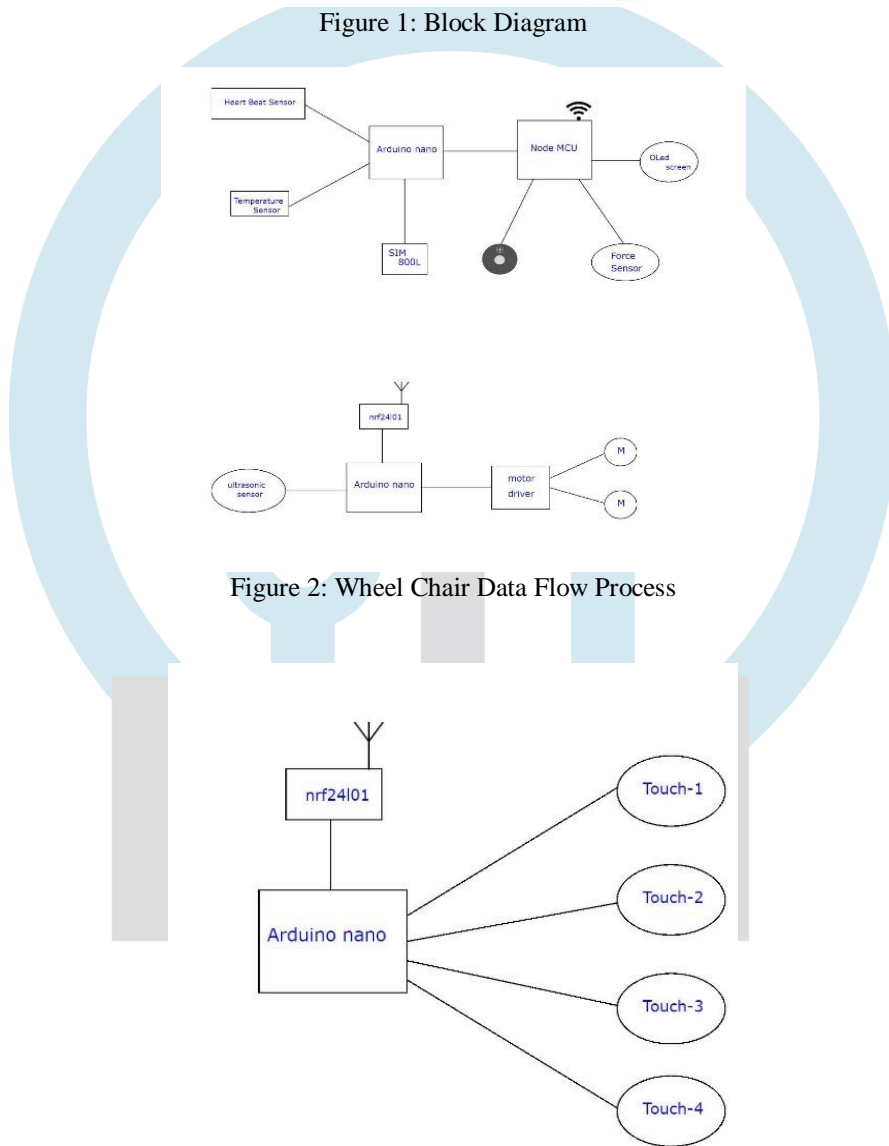 Figure 1: Block Diagram
Heart Beat Sensor
Arduino nano
Node MCU
OLed
screen
Temperature
Sensor
SIM
800L
Force
Sensor
nrf24l01
ultrasonic
sensor
Arduino nano
motor
driver
M
M
Figure 2: Wheel Chair Data Flow Process
nrf24l01
Arduino nano
Touch-1
Touch-2
Touch-3
Touch-4